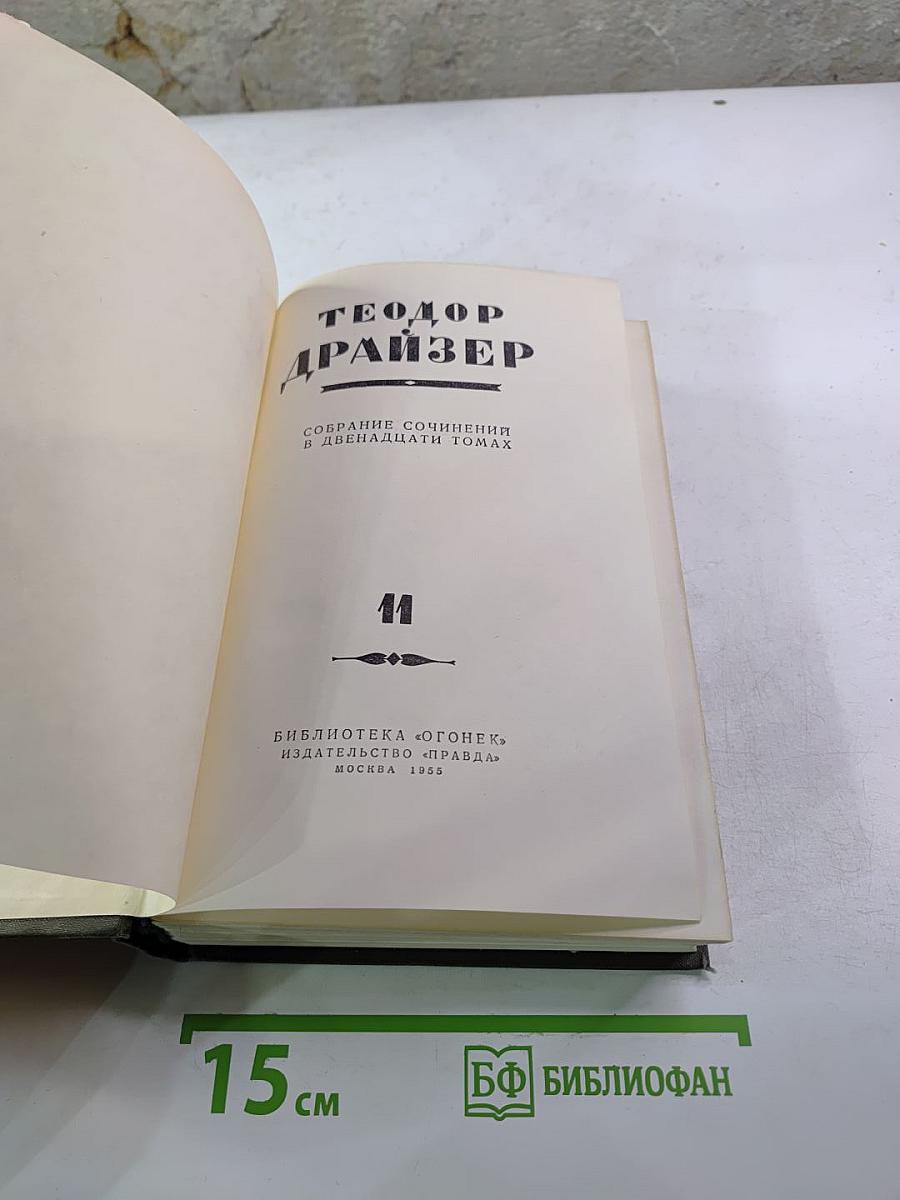 ТЕОДОР
ДРАЙЗЕР
СОБРАНИЕ СОЧИНЕНИЙ
В ДВЕНАДЦАТИ ТОМАХ
11
БИБЛИОТЕКА «ОГОНЕК»
ИЗДАТЕЛЬСТВО «ПРАВДА»
МОСКВА 1955
15 см
БФ БИБЛИОФАН